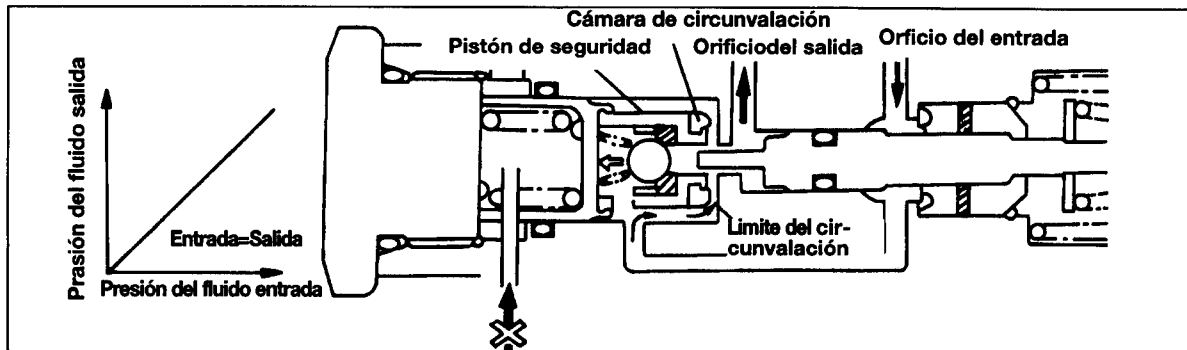 Cámara de circunvalación
Pistón de seguridad
Orificiodel salida
Orficio del entrada
Prasión del fluido salida
Entrada=Salida
Presión del fluido entrada
Limite del cir-
cunvalación